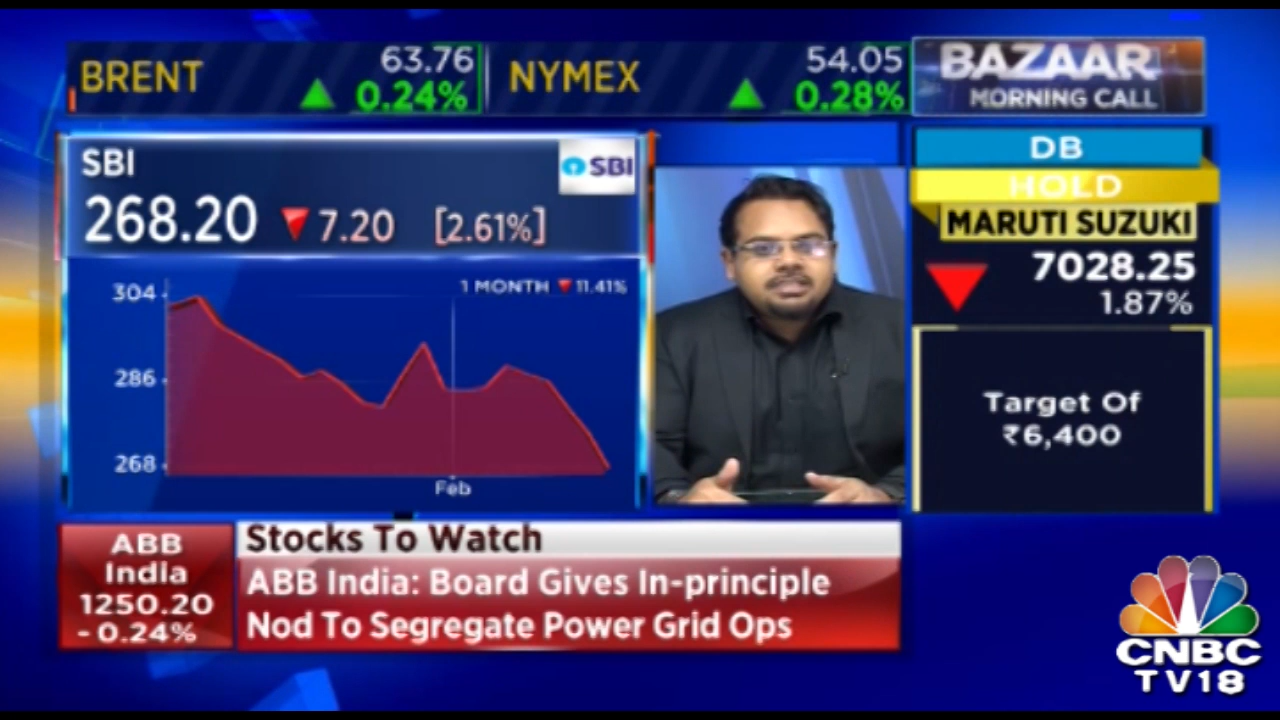 BRENT
63.76
0.24%
NYMEX
54.05
0.28%
BAZAAR
MORNING CALL
SBI
SBI
268.20
7.20
[2.61%]
1 MONTH
11.41%
304
286
268
Feb
DB
HOLD
MARUTI SUZUKI
7028.25
1.87%
Target Of
₹6,400
ABB
India
1250.20
- 0.24%
Stocks To Watch
ABB India: Board Gives In-principle
Nod To Segregate Power Grid Ops
CNBC
TV18